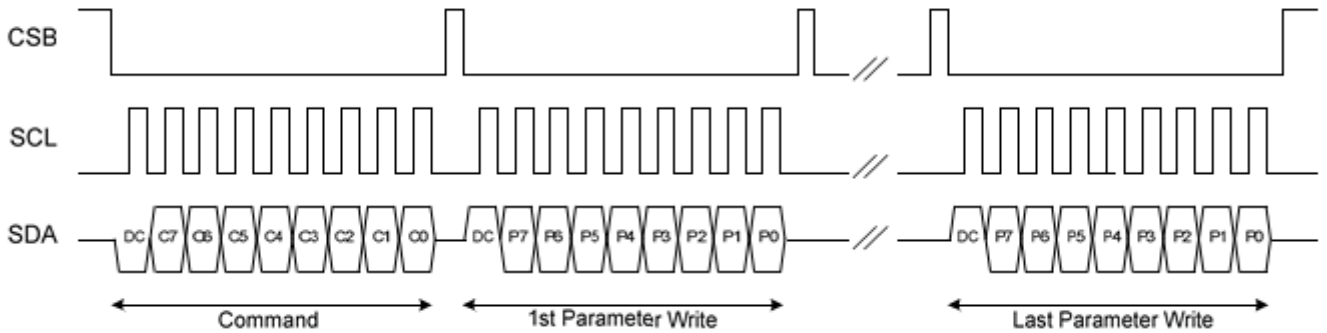 CSB
SCL
SDA DC C7 C6 C5 C4 C3 C2 C1 C0 DC P7 P6 P5 P4 P3 P2 P1 P0 DC P7 P6 P5 P4 P3 P2 P1 P0
Command 1st Parameter Write Last Parameter Write